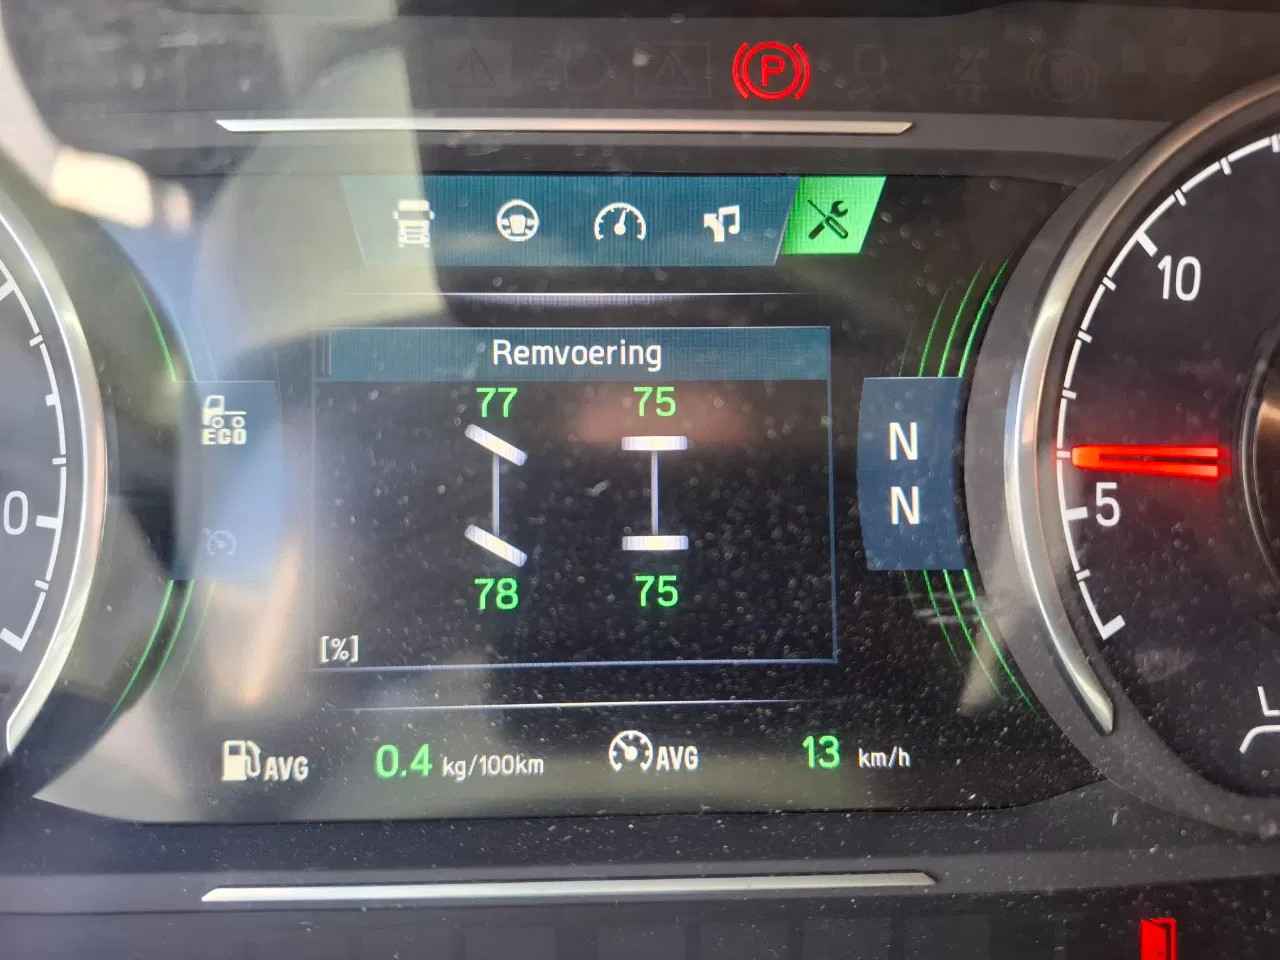 P
10
Remvoering
77 75
ECO
N
N
0
5
78 75
[%]
AVG 0.4 kg/100km AVG 13 km/h